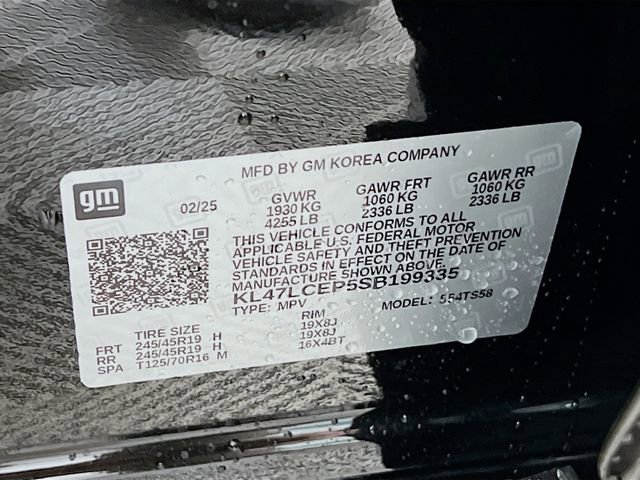 MFD BY GM KOREA COMPANY
gm
02/25
GVWR
1930 KG
4255 LB
GAWR FRT
1060 KG
2336 LB
GAWR RR
1060 KG
2336 LB
THIS VEHICLE CONFORMS TO ALL
APPLICABLE U.S. FEDERAL MOTOR
VEHICLE SAFETY AND THEFT PREVENTION
STANDARDS IN EFFECT ON THE DATE OF
MANUFACTURE SHOWN ABOVE.
KL47LCEP5SB199335
TYPE: MPV
MODEL: 554TS58
TIRE SIZE
RIM
FRT 245/45R19 H 19X8J
RR 245/45R19 H 19X8J
SPA T125/70R16 M 16X4BT